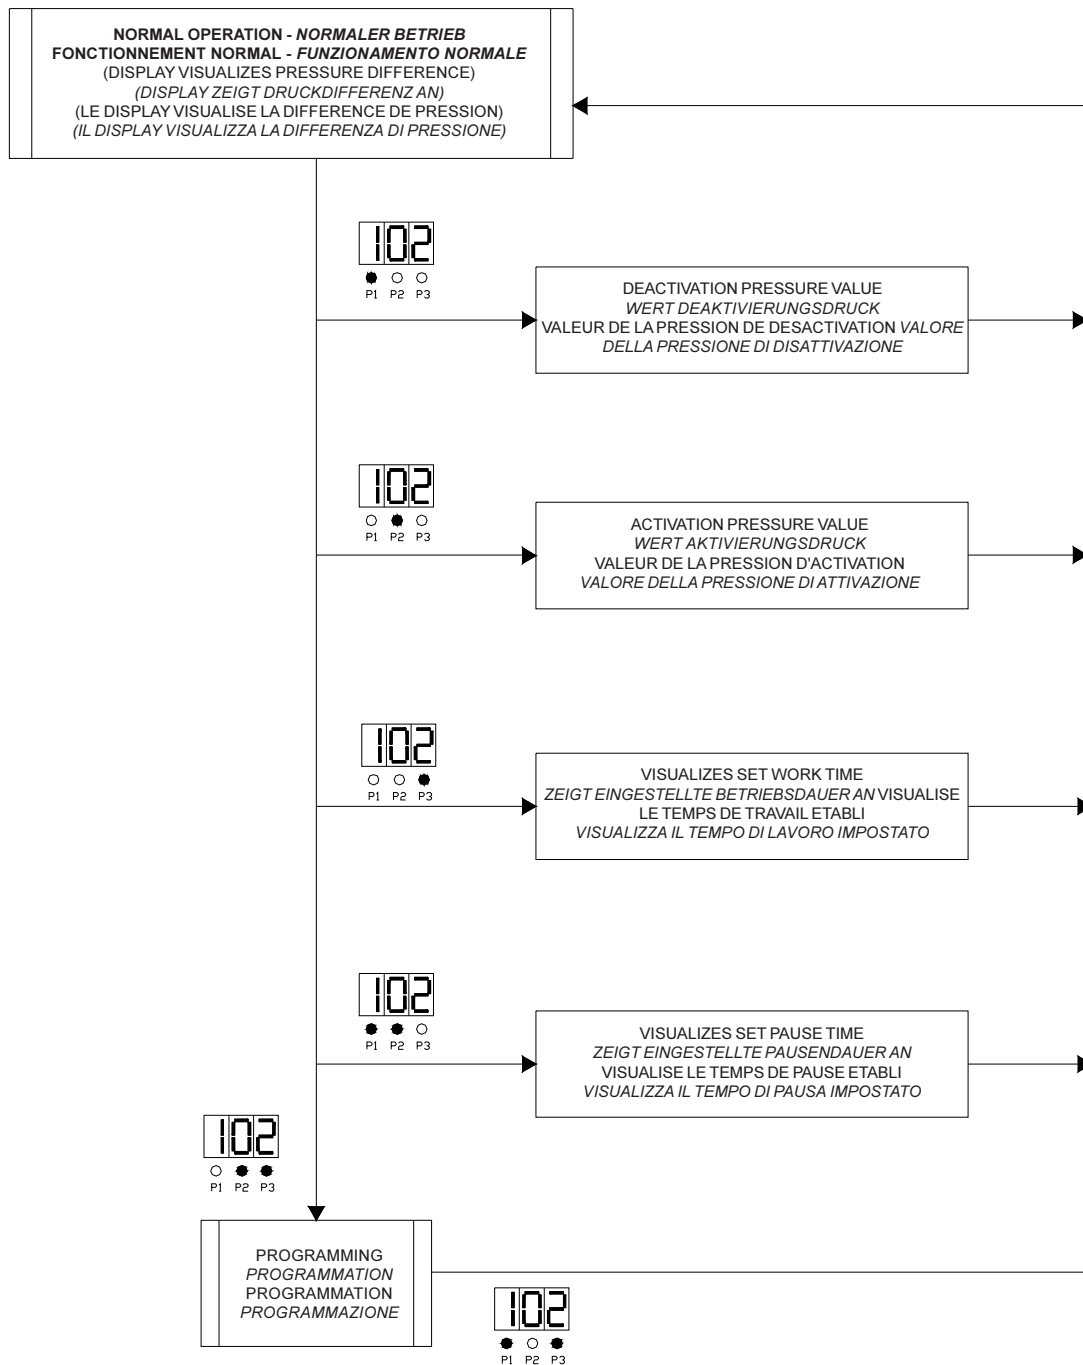 NORMAL OPERATION - NORMALER BETRIEB
FONCTIONNEMENT NORMAL - FUNZIONAMENTO NORMALE
(DISPLAY VISUALIZES PRESSURE DIFFERENCE)
(DISPLAY ZEIGT DRUCKDIFFERENZ AN)
(LE DISPLAY VISUALISE LA DIFFERENCE DE PRESSION)
(IL DISPLAY VISUALIZZA LA DIFFERENZA DI PRESSIONE)
102
P1 P2 P3
DEACTIVATION PRESSURE VALUE
WERT DEAKTIVIERUNGSDRUCK
VALEUR DE LA PRESSION DE DESACTIVATION VALORE
DELLA PRESSIONE DI DISATTIVAZIONE
102
P1 P2 P3
ACTIVATION PRESSURE VALUE
WERT AKTIVIERUNGSDRUCK
VALEUR DE LA PRESSION D'ACTIVATION
VALORE DELLA PRESSIONE DI ATTIVAZIONE
102
P1 P2 P3
VISUALIZES SET WORK TIME
ZEIGT EINGESTELLTE BETRIEBSDAUER AN VISUALISE
LE TEMPS DE TRAVAIL ETABLI
VISUALIZZA IL TEMPO DI LAVORO IMPOSTATO
102
P1 P2 P3
VISUALIZES SET PAUSE TIME
ZEIGT EINGESTELLTE PAUSENDAUER AN
VISUALISE LE TEMPS DE PAUSE ETABLI
VISUALIZZA IL TEMPO DI PAUSA IMPOSTATO
102
P1 P2 P3
PROGRAMMING
PROGRAMMATION
PROGRAMMATION
PROGRAMMAZIONE
102
P1 P2 P3